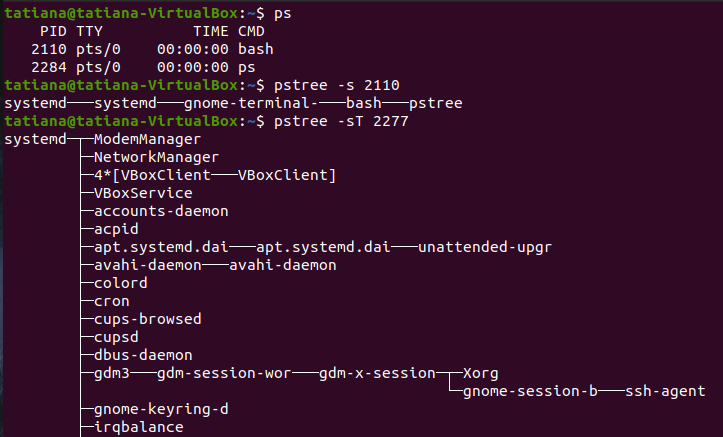 tatiana@tatiana-VirtualBox:~$ ps
    PID TTY          TIME CMD
   2110 pts/0    00:00:00 bash
   2284 pts/0    00:00:00 ps
tatiana@tatiana-VirtualBox:~$ pstree -s 2110
systemd───systemd───gnome-terminal-───bash───pstree
tatiana@tatiana-VirtualBox:~$ pstree -sT 2277
systemd─┬─ModemManager
        ├─NetworkManager
        ├─4*[VBoxClient───VBoxClient]
        ├─VBoxService
        ├─accounts-daemon
        ├─acpid
        ├─apt.systemd.dai───apt.systemd.dai───unattended-upgr
        ├─avahi-daemon───avahi-daemon
        ├─colord
        ├─cron
        ├─cups-browsed
        ├─cupsd
        ├─dbus-daemon
        ├─gdm3───gdm-session-wor───gdm-x-session─┬─Xorg
        │                                        └─gnome-session-b───ssh-agent
        ├─gnome-keyring-d
        ├─irqbalance